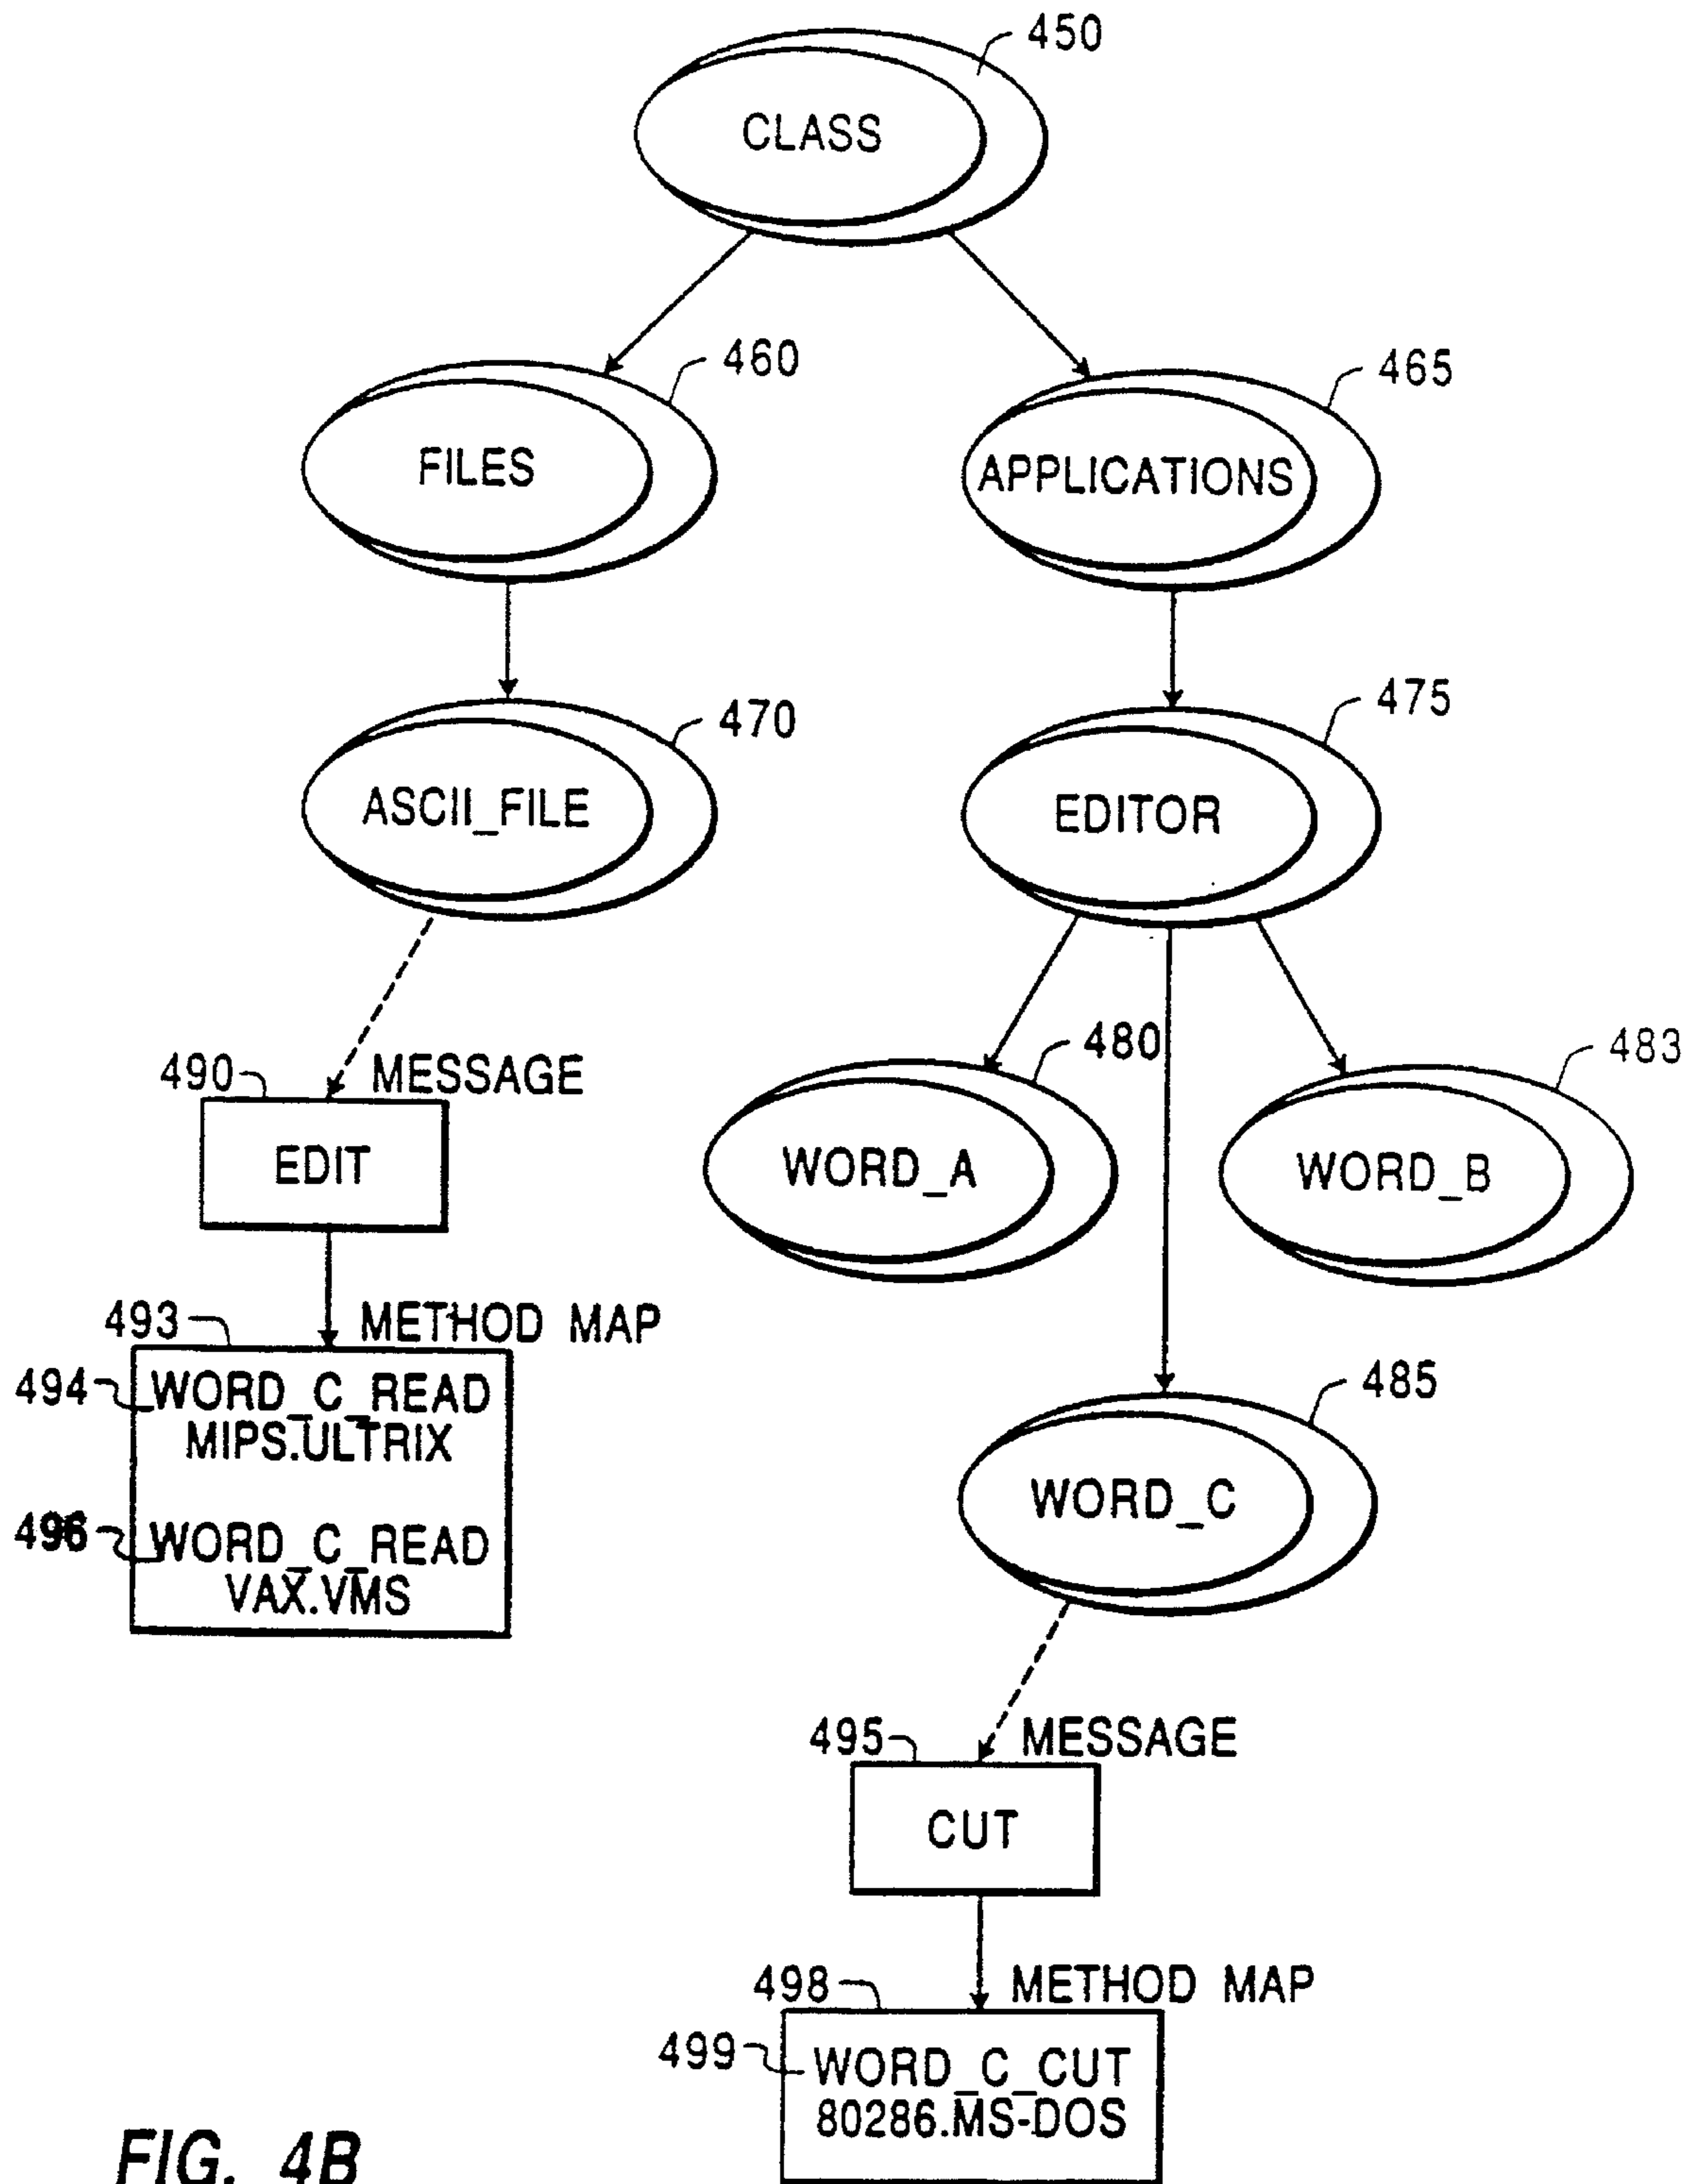 450
CLASS
460
465
FILES
APPLICATIONS
470
475
ASCII_FILE
EDITOR
480
483
490
MESSAGE
EDIT
WORD_A
WORD_B
493
METHOD MAP
494
WORD_C_READ
MIPS.ULTRIX
485
WORD_C
496
WORD_C_READ
VAX.VMS
495
MESSAGE
CUT
498
METHOD MAP
499
WORD_C_CUT
80286.MS-DOS
FIG. 4B